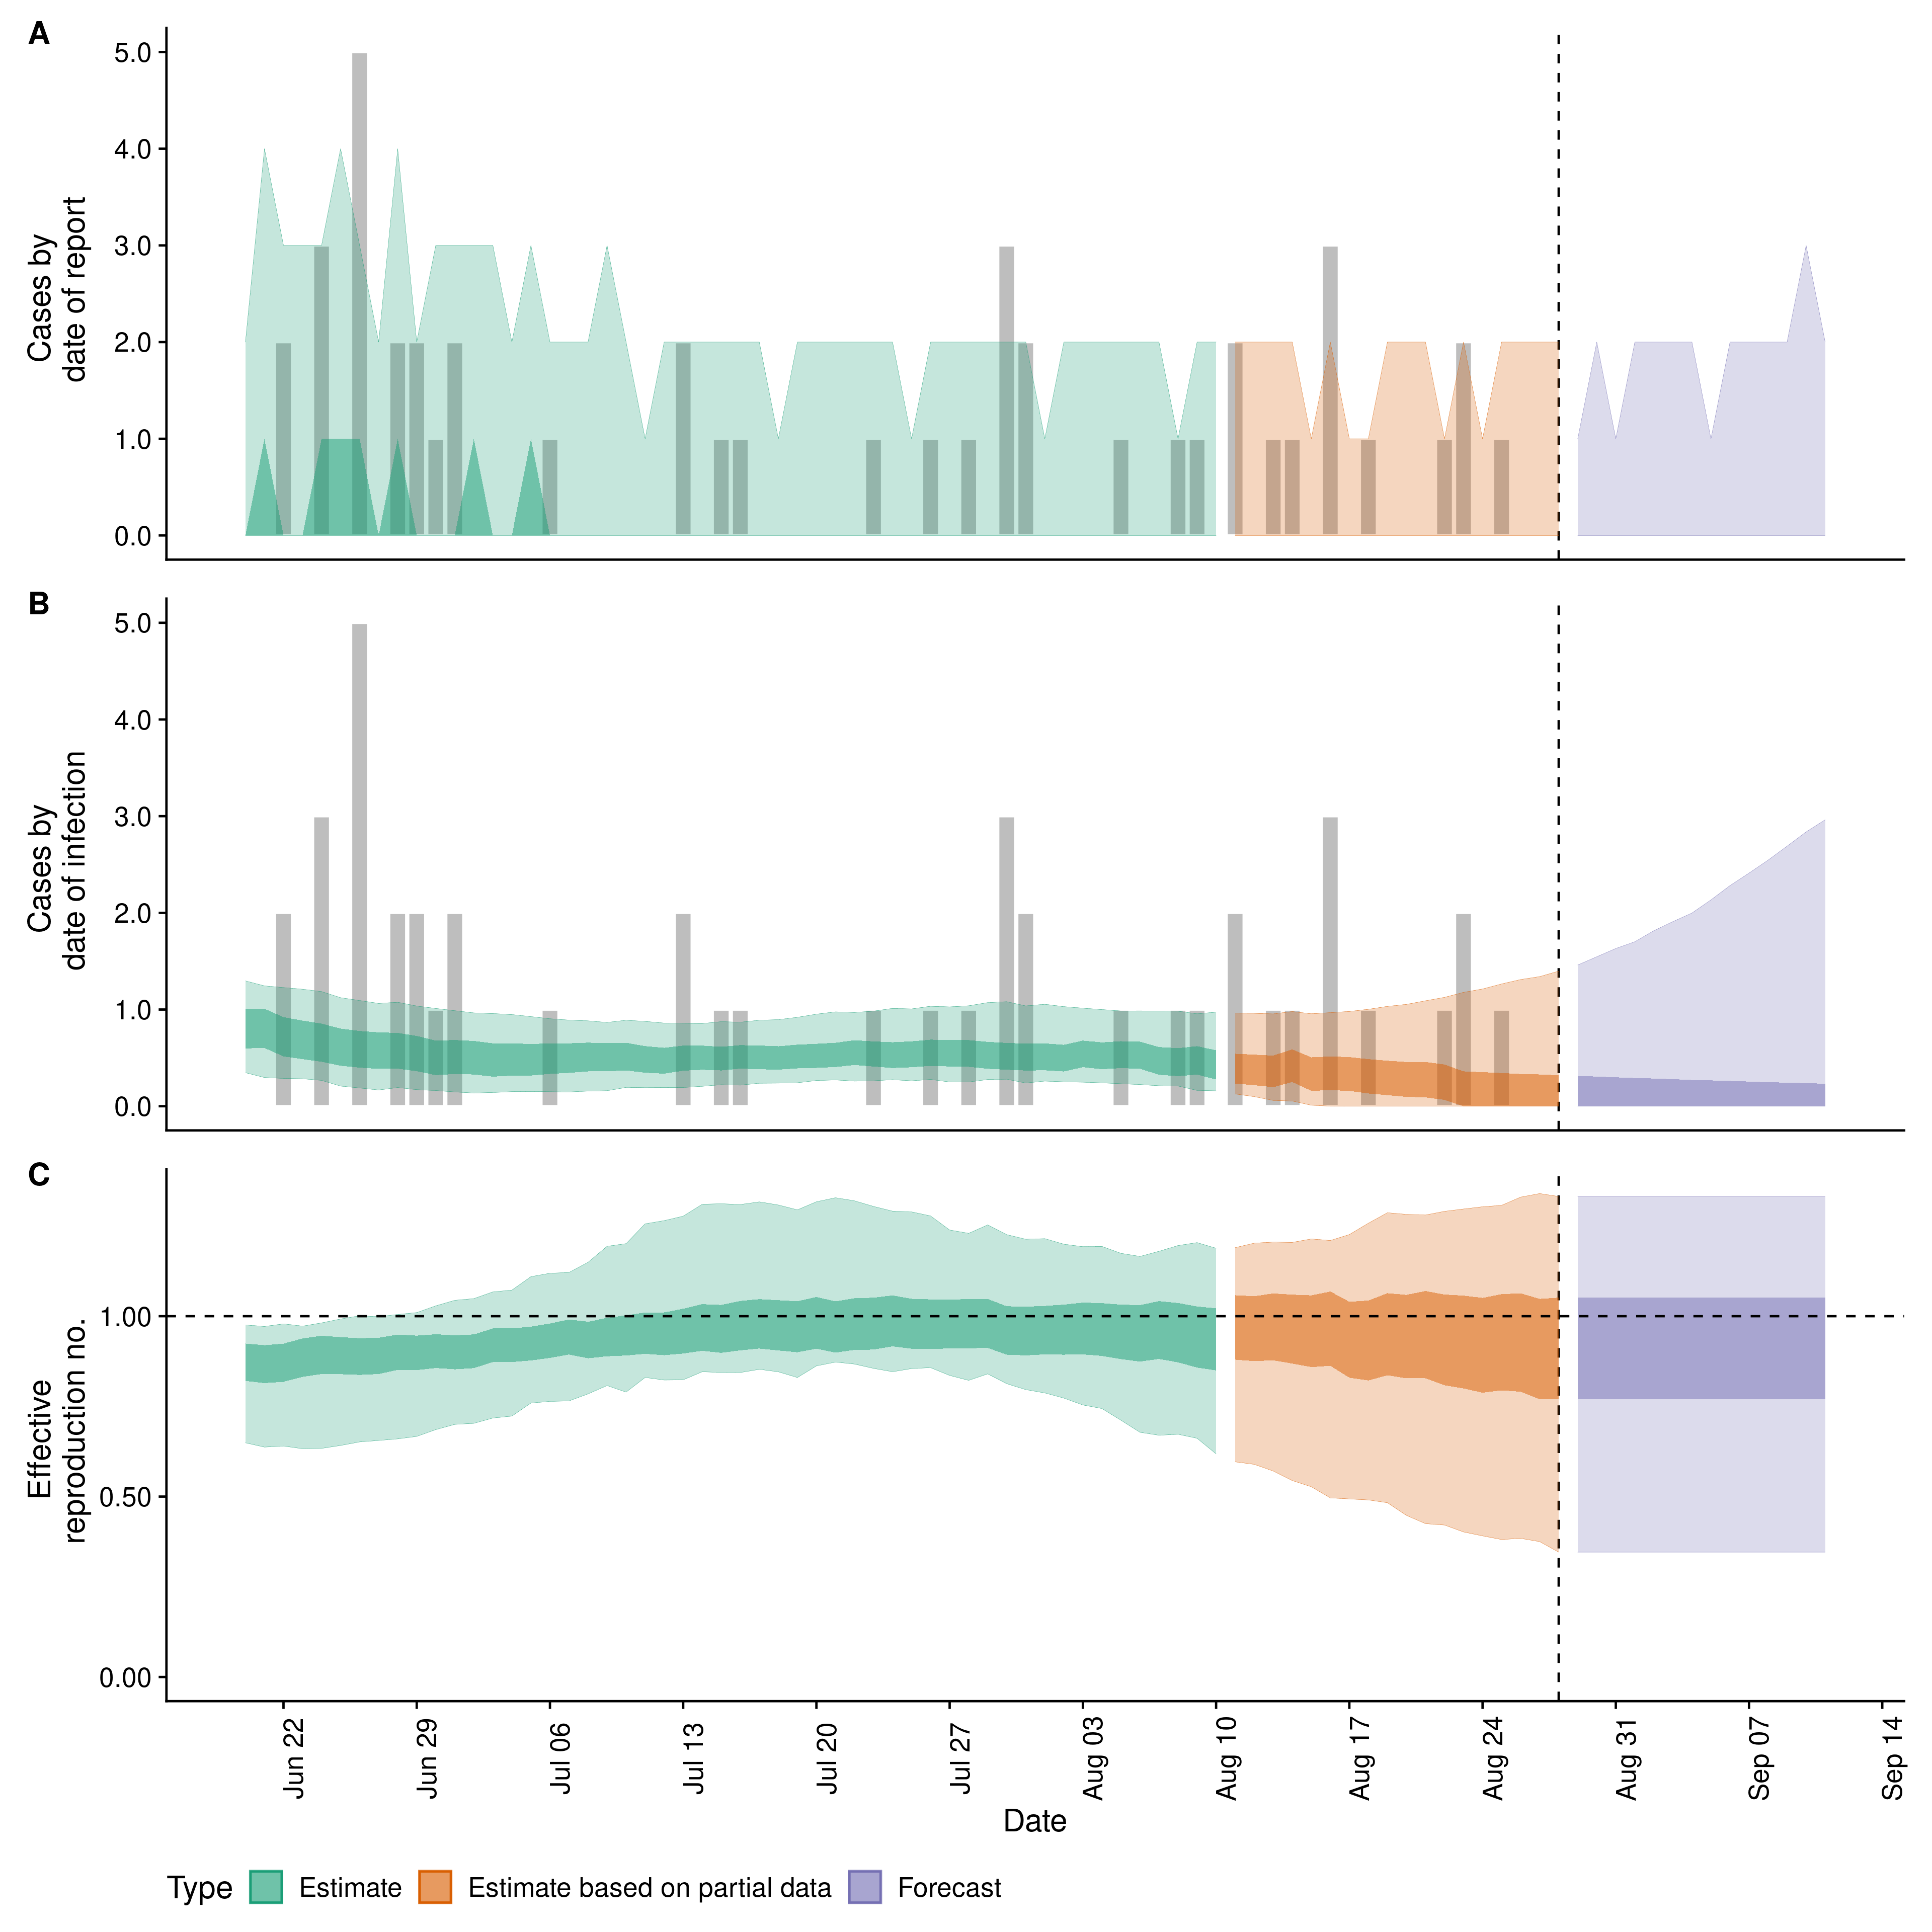 A
5.0
4.0
3.0
2.0
1.0
0.0
Cases by
date of report
B
5.0
4.0
3.0
2.0
1.0
0.0
Cases by
date of infection
C
1.00
0.50
0.00
Effective
reproduction no.
Jun 22
Jun 29
Jul 06
Jul 13
Jul 20
Jul 27
Aug 03
Aug 10
Aug 17
Aug 24
Aug 31
Sep 07
Sep 14
Date
Type Estimate Estimate based on partial data Forecast